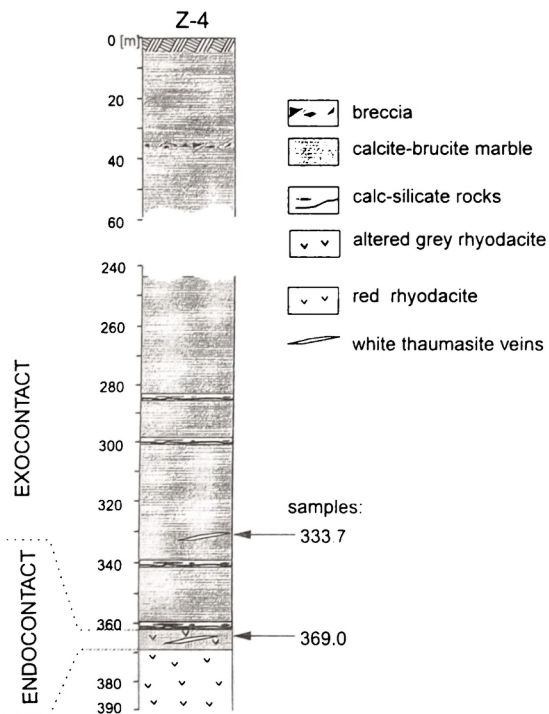 Z-4
0 [m]
20
40
60
240
260
280
300
320
340
360
380
390
EXOCONTACT
ENDOCONTACT
breccia
calcite-brucite marble
calc-silicate rocks
altered grey rhyodacite
red rhyodacite
white thaumasite veins
samples:
333.7
369.0